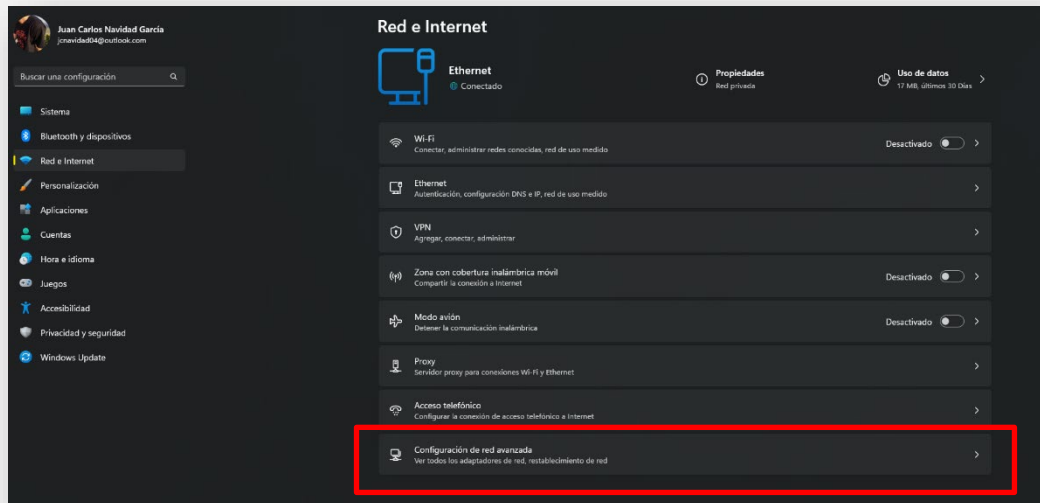 Juan Carlos Navidad García
jcnavidad04@outlook.com
Buscar una configuración
Sistema
Bluetooth y dispositivos
Red e Internet
Personalización
Aplicaciones
Cuentas
Hora e idioma
Juegos
Accesibilidad
Privacidad y seguridad
Windows Update
Red e Internet
Ethernet
Conectado
Propiedades
Red privada
Uso de datos
17 MB, últimos 30 Días
Wi-Fi
Conectar, administrar redes conocidas, red de uso medido
Desactivado
Ethernet
Autenticación, configuración DNS e IP, red de uso medido
VPN
Agregar, conectar, administrar
Zona con cobertura inalámbrica móvil
Compartir la conexión a Internet
Desactivado
Modo avión
Detener la comunicación inalámbrica
Desactivado
Proxy
Servidor proxy para conexiones Wi-Fi y Ethernet
Acceso telefónico
Configurar la conexión de acceso telefónico a Internet
Configuración de red avanzada
Ver todos los adaptadores de red, restablecimiento de red